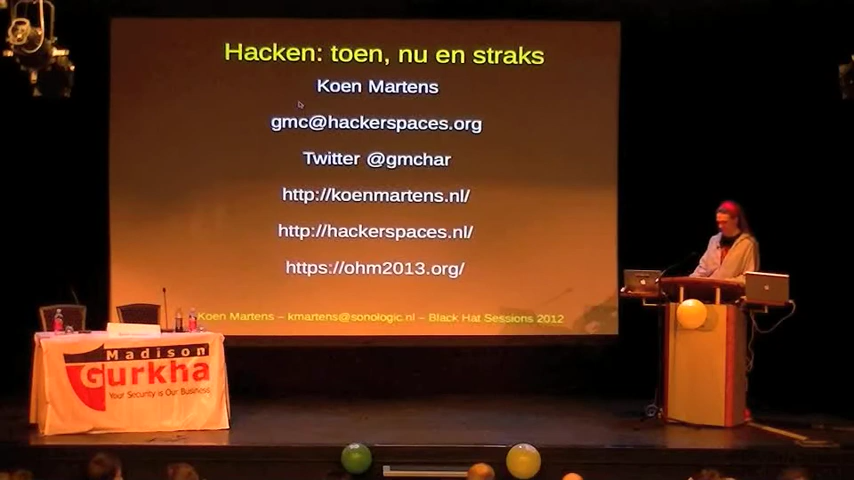 Hacken: toen, nu en straks
Koen Martens
gmc@hackerspaces.org
Twitter @gmchar
http://koenmartens.nl/
http://hackerspaces.nl/
https://ohm2013.org/
Koen Martens – kmartens@sonologic.nl – Black Hat Sessions 2012
Madison
Gurkha
Your Security is Our Business